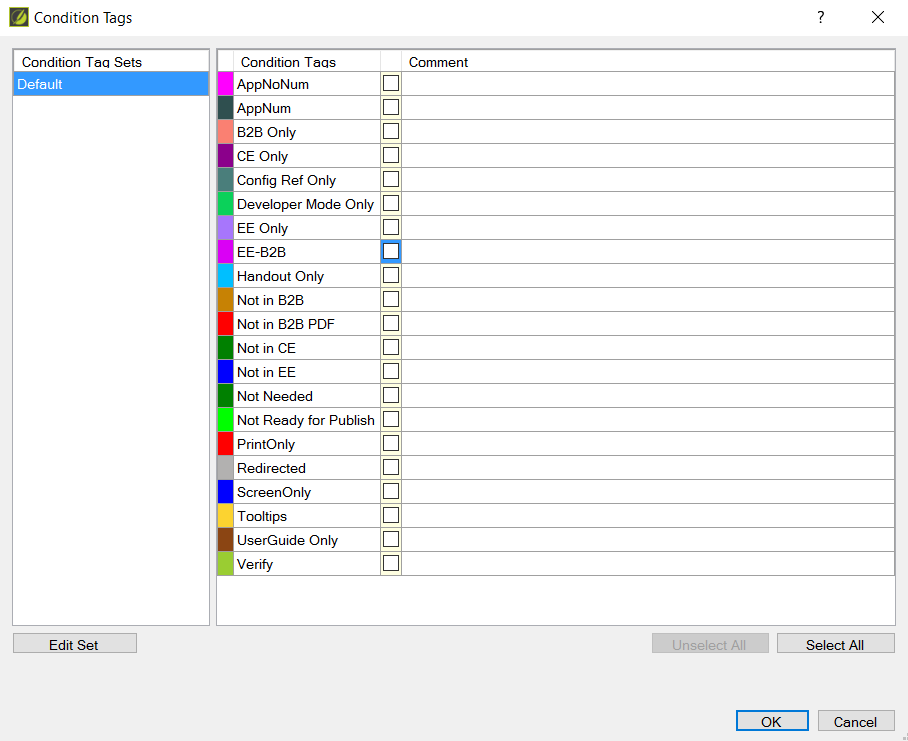 Condition Tags
?
Condition Tag Sets
Default
Condition Tags Comment
AppNoNum
AppNum
B2B Only
CE Only
Config Ref Only
Developer Mode Only
EE Only
EE-B2B
Handout Only
Not in B2B
Not in B2B PDF
Not in CE
Not in EE
Not Needed
Not Ready for Publish
PrintOnly
Redirected
ScreenOnly
Tooltips
UserGuide Only
Verify
Edit Set
Unselect All
Select All
OK
Cancel